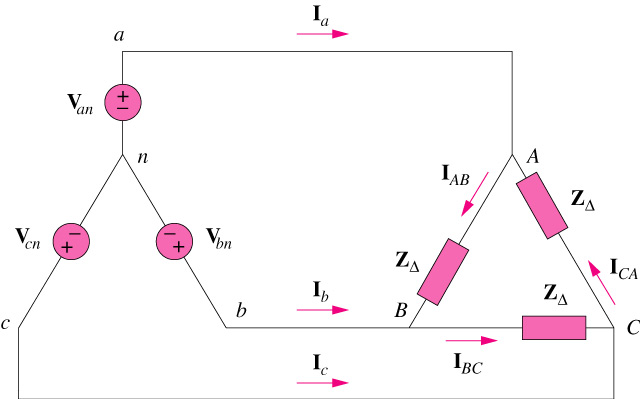 I_a
a
+
−
V_an
n
A
I_AB
Z_Δ
V_cn
−
+
−
+
V_bn
Z_Δ
I_CA
Z_Δ
I_b
b
B
c
C
I_BC
I_c